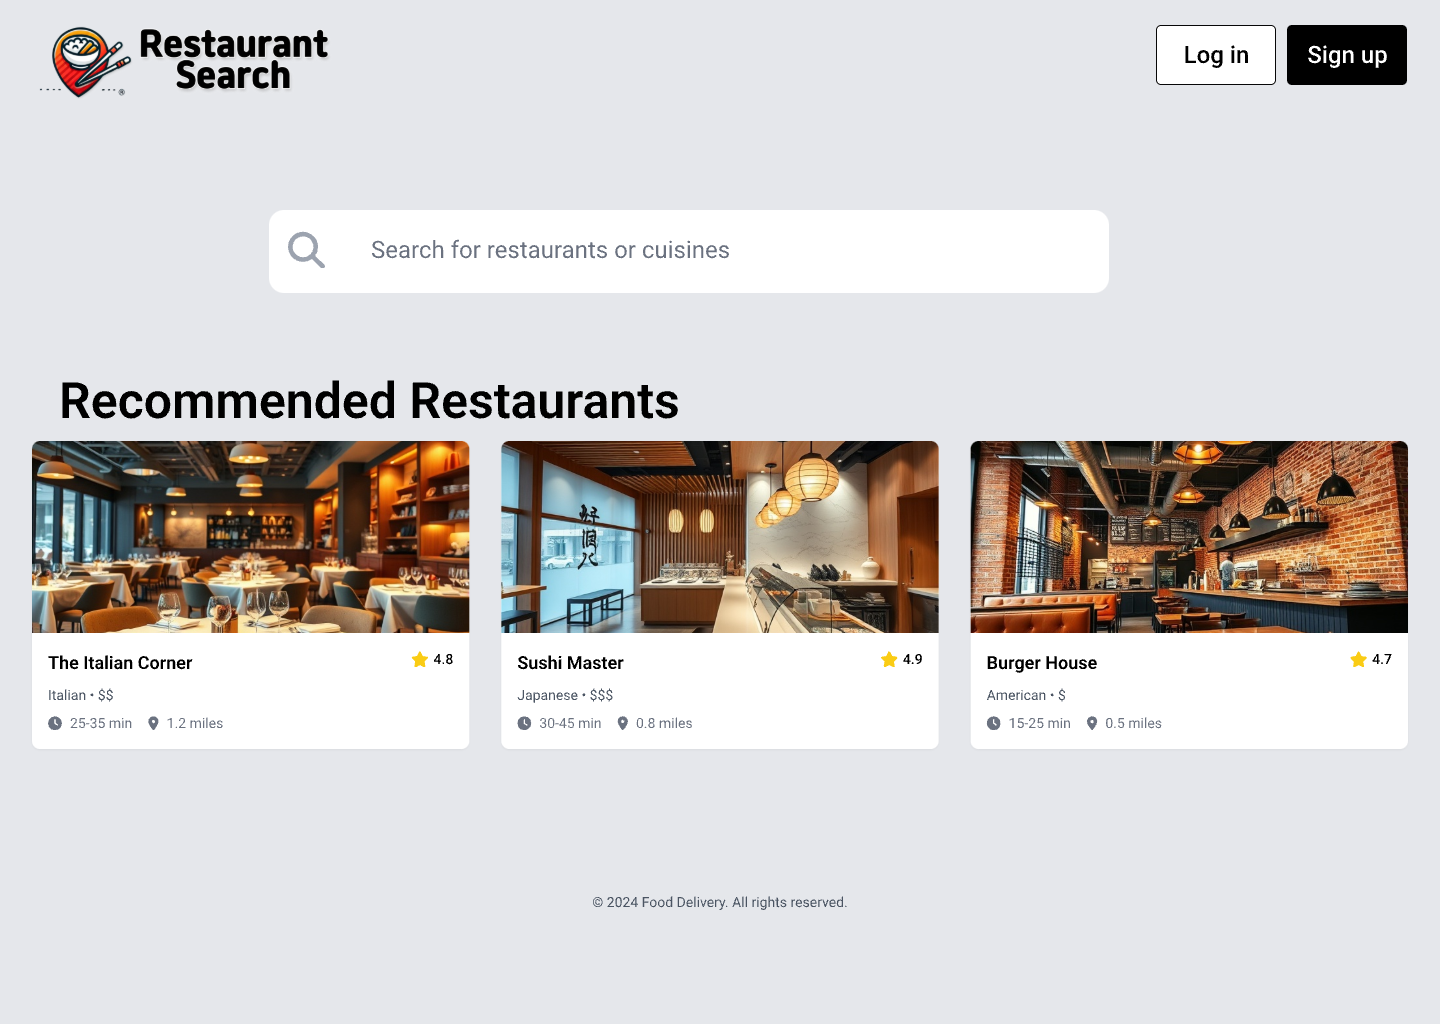 Restaurant
Search
®
Log in
Sign up
Search for restaurants or cuisines
Recommended Restaurants
The Italian Corner
4.8
Italian • $$
25-35 min
1.2 miles
Sushi Master
4.9
Japanese • $$$
30-45 min
0.8 miles
Burger House
4.7
American • $
15-25 min
0.5 miles
© 2024 Food Delivery. All rights reserved.